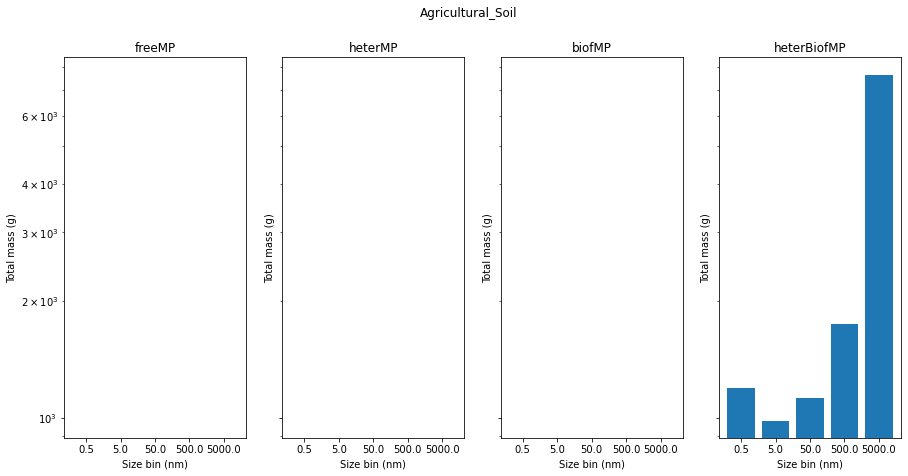 Agricultural_Soil
freeMP
heterMP
biofMP
heterBiofMP
6 × 10³
4 × 10³
3 × 10³
2 × 10³
10³
Total mass (g)
Total mass (g)
Total mass (g)
Total mass (g)
0.5 5.0 50.0 500.0 5000.0
0.5 5.0 50.0 500.0 5000.0
0.5 5.0 50.0 500.0 5000.0
0.5 5.0 50.0 500.0 5000.0
Size bin (nm)
Size bin (nm)
Size bin (nm)
Size bin (nm)